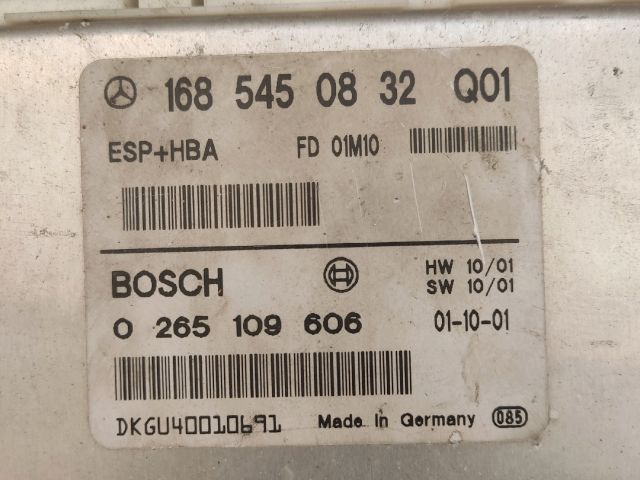 168 545 08 32 Q01
ESP+HBA FD 01M10
BOSCH HW 10/01
SW 10/01
0 265 109 606 01-10-01
DKGU40010691 Made in Germany 085